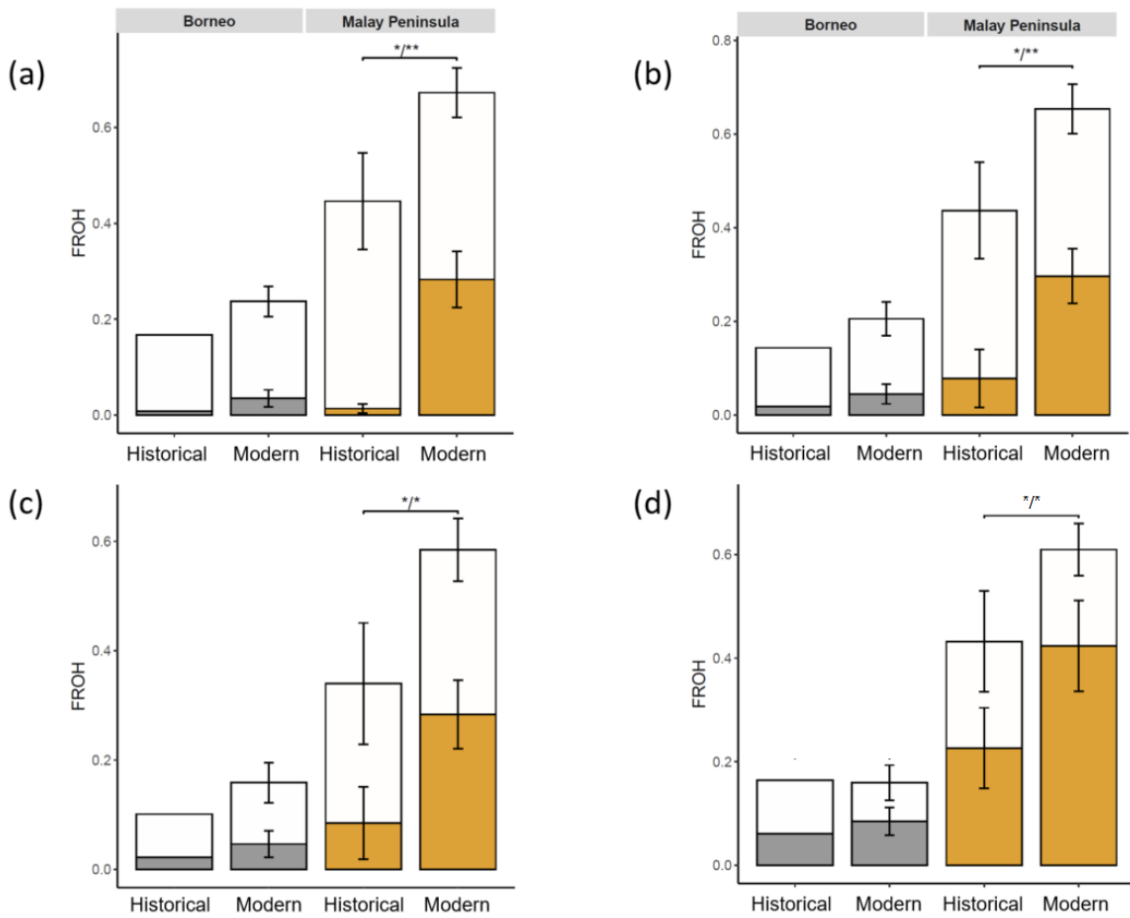 Borneo Malay Peninsula
(a)
*/**
FROH
0.6
0.4
0.2
0.0
Historical Modern Historical Modern
Borneo Malay Peninsula
(b)
*/**
FROH
0.8
0.6
0.4
0.2
0.0
Historical Modern Historical Modern
(c)
*/*
FROH
0.6
0.4
0.2
0.0
Historical Modern Historical Modern
(d)
*/*
FROH
0.6
0.4
0.2
0.0
Historical Modern Historical Modern